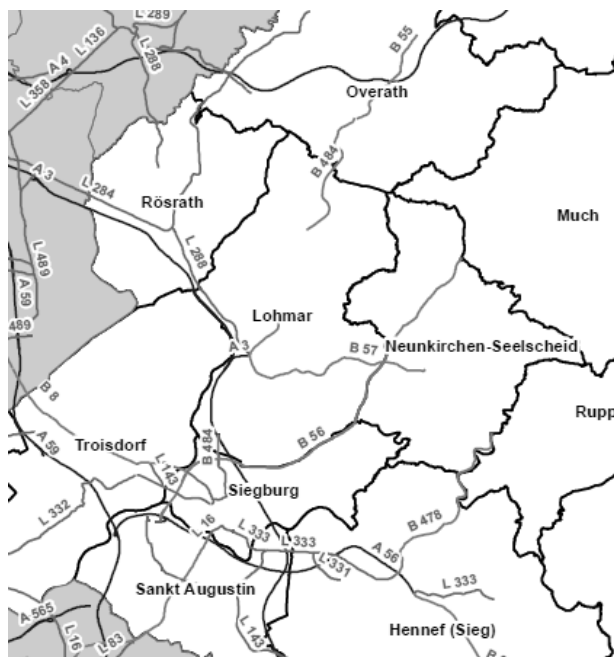 L 289
L 136
B 55
A 4
L 288
L 358
Overath
B 484
A 3
L 284
Rösrath
Much
L 489
L 288
A 59
Lohmar
489
A 3
B 57
Neunkirchen-Seelscheid
B 8
Rupp
A 59
Troisdorf
B 484
B 56
L 143
Siegburg
L 332
L 16
L 333
L 333
B 478
A 56
L 331
L 333
Sankt Augustin
A 565
L 16
L 83
L 143
Hennef (Sieg)
B